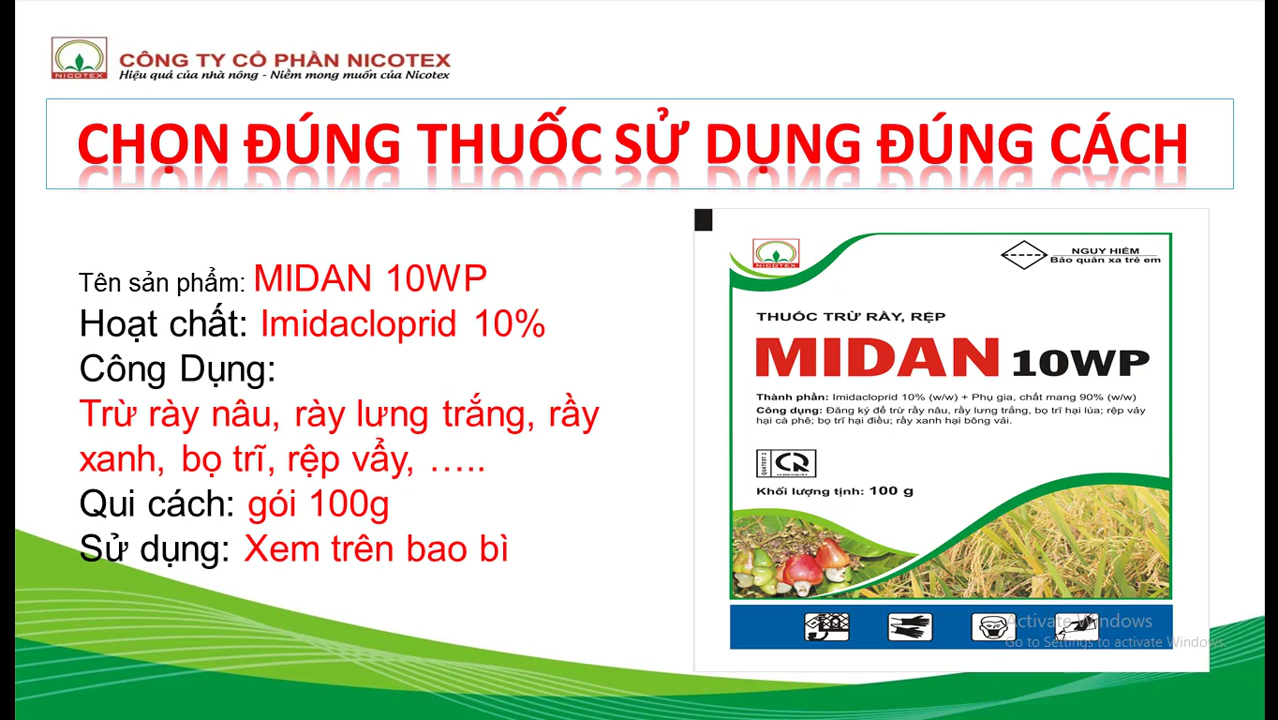 NICOTEX
CÔNG TY CỔ PHẦN NICOTEX
Hiệu quả của nhà nông - Niềm mong muốn của Nicotex
CHỌN ĐÚNG THUỐC SỬ DỤNG ĐÚNG CÁCH
Tên sản phẩm: MIDAN 10WP
Hoạt chất: Imidacloprid 10%
Công Dụng:
Trừ rày nâu, rày lưng trắng, rầy
xanh, bọ trĩ, rệp vẩy, …..
Qui cách: gói 100g
Sử dụng: Xem trên bao bì
NICOTEX
NGUY HIỂM
Bảo quản xa trẻ em
THUỐC TRỪ RẦY, RỆP
MIDAN 10WP
Thành phần: Imidacloprid 10% (w/w) + Phụ gia, chất mang 90% (w/w)
Công dụng: Đăng ký để trừ rầy nâu, rầy lưng trắng, bọ trĩ hại lúa; rệp vảy
hại cà phê; bọ trĩ hại điều; rầy xanh hại bông vải.
QUATEST 3
CR
Khối lượng tịnh: 100 g
Activate Windows
Go to Settings to activate Windows.